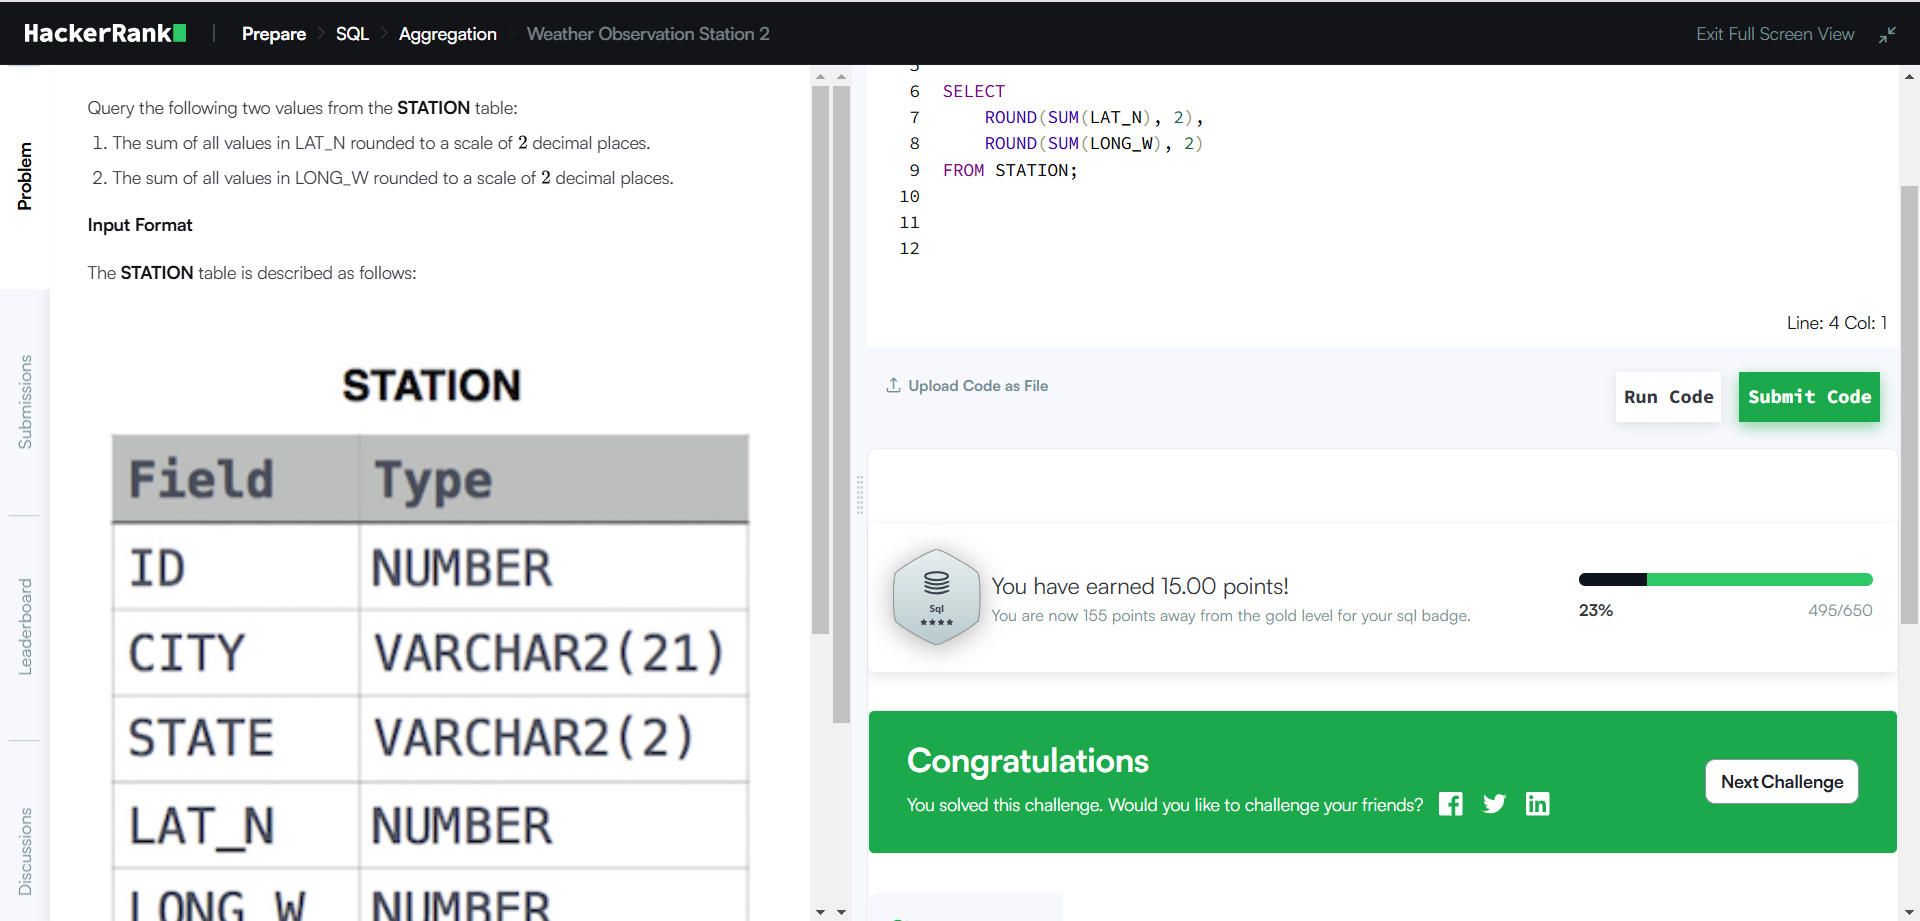 HackerRank
Prepare
SQL
Aggregation
Weather Observation Station 2
Exit Full Screen View
Problem
Submissions
Leaderboard
Discussions
Query the following two values from the STATION table:
1. The sum of all values in LAT_N rounded to a scale of 2 decimal places.
2. The sum of all values in LONG_W rounded to a scale of 2 decimal places.
Input Format
The STATION table is described as follows:
STATION
Field Type
ID NUMBER
CITY VARCHAR2(21)
STATE VARCHAR2(2)
LAT_N NUMBER
LONG_W NUMBER
5
6 SELECT
7 ROUND(SUM(LAT_N), 2),
8 ROUND(SUM(LONG_W), 2)
9 FROM STATION;
10
11
12
Line: 4 Col: 1
Upload Code as File
Run Code
Submit Code
Sql
You have earned 15.00 points!
You are now 155 points away from the gold level for your sql badge.
23%
495/650
Congratulations
You solved this challenge. Would you like to challenge your friends?
Next Challenge